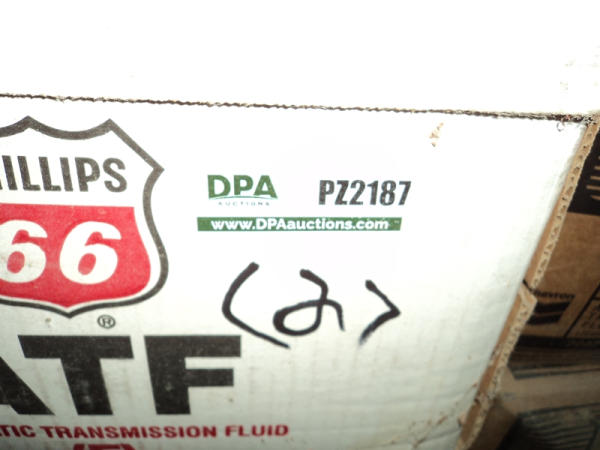 ILLIPS
66
®
DPA
AUCTIONS
PZ2187
www.DPAauctions.com
(2)
ATF
TIC TRANSMISSION FLUID